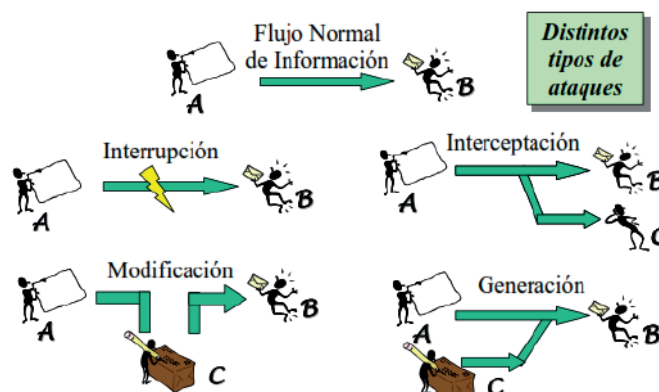 Flujo Normal
de Información
A
B
Distintos
tipos de
ataques
Interrupción
A
B
Interceptación
A
B
C
Modificación
A
B
C
Generación
A
B
C